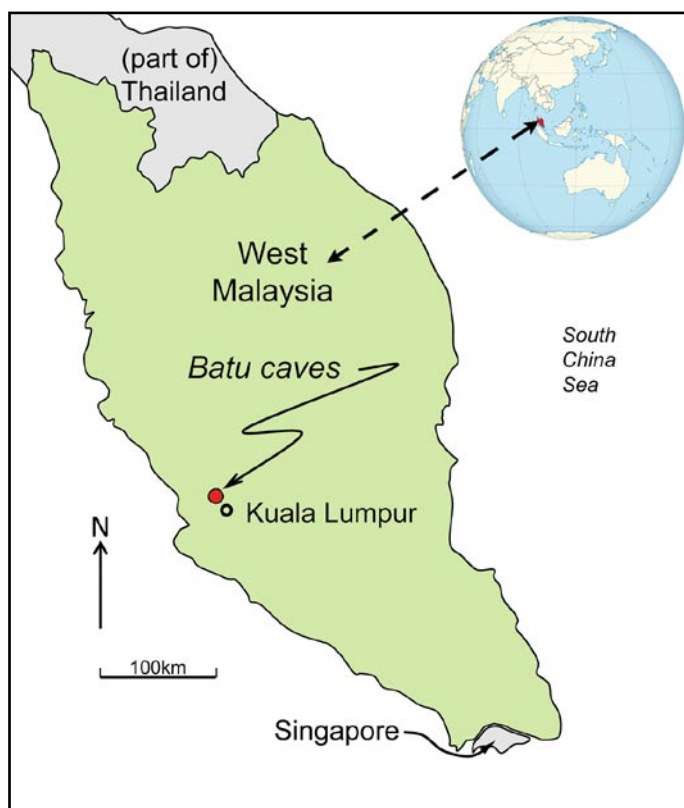 (part of)
Thailand
West
Malaysia
South
China
Sea
Batu caves
Kuala Lumpur
N
100km
Singapore